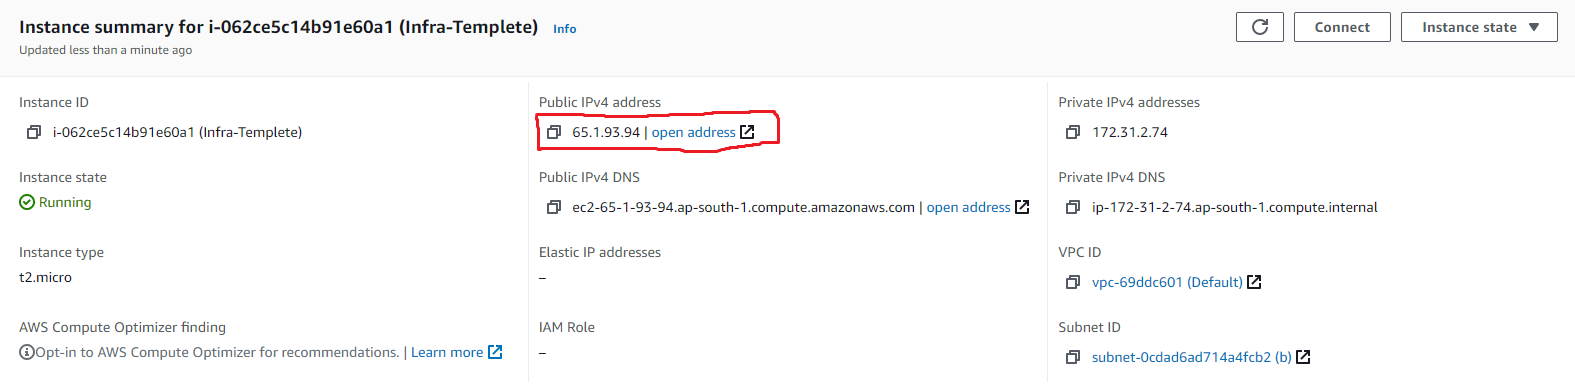 Instance summary for i-062ce5c14b91e60a1 (Infra-Templete) Info
Updated less than a minute ago
Connect
Instance state
Instance ID
i-062ce5c14b91e60a1 (Infra-Templete)
Public IPv4 address
65.1.93.94 | open address
Private IPv4 addresses
172.31.2.74
Instance state
Running
Public IPv4 DNS
ec2-65-1-93-94.ap-south-1.compute.amazonaws.com | open address
Private IPv4 DNS
ip-172-31-2-74.ap-south-1.compute.internal
Instance type
t2.micro
Elastic IP addresses
–
VPC ID
vpc-69ddc601 (Default)
AWS Compute Optimizer finding
Opt-in to AWS Compute Optimizer for recommendations. | Learn more
IAM Role
–
Subnet ID
subnet-0cdad6ad714a4fcb2 (b)